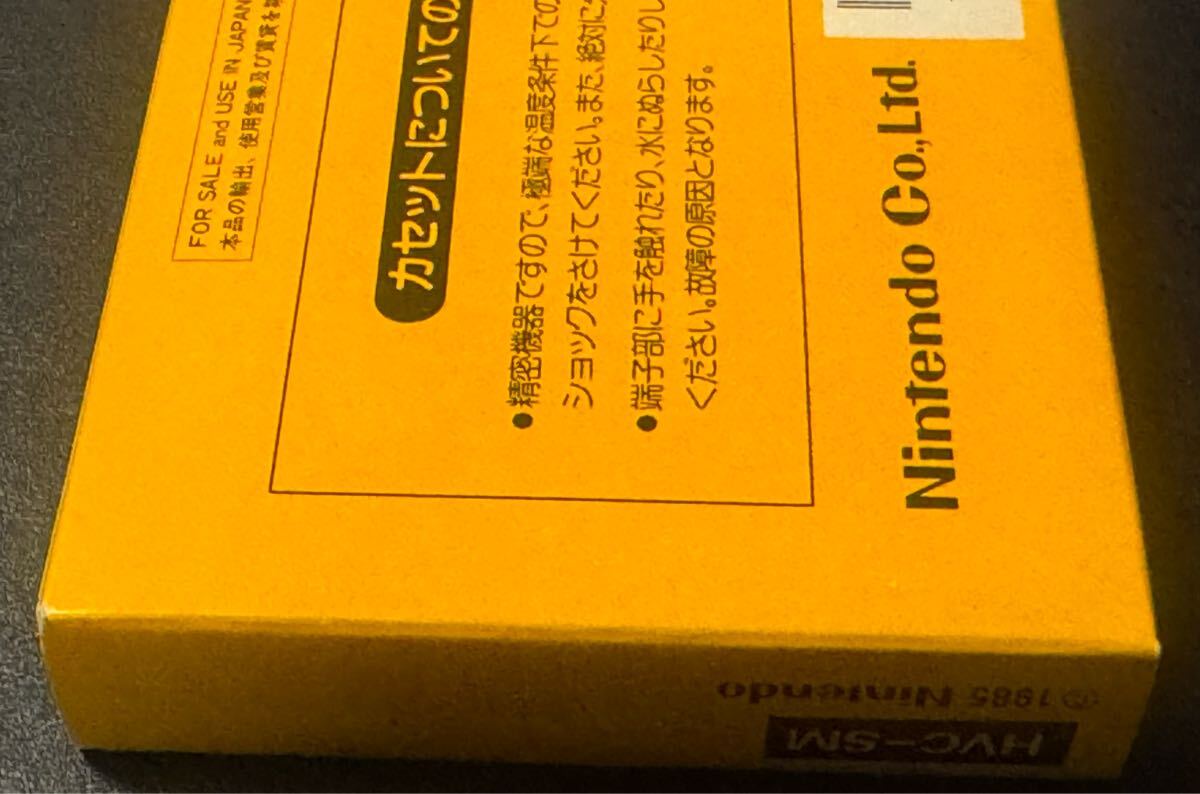 FOR SALE and USE IN JAPAN
本品の輸出、使用営業及び賃貸を
カセットについての
●精密機器ですので、極端な温度条件下での
ショックをさけてください。また、絶対に
●端子部に手を触れたり、水にぬらしたりし
ください。故障の原因となります。
Nintendo Co.,Ltd.
©1985 Nintendo
HVC-SM